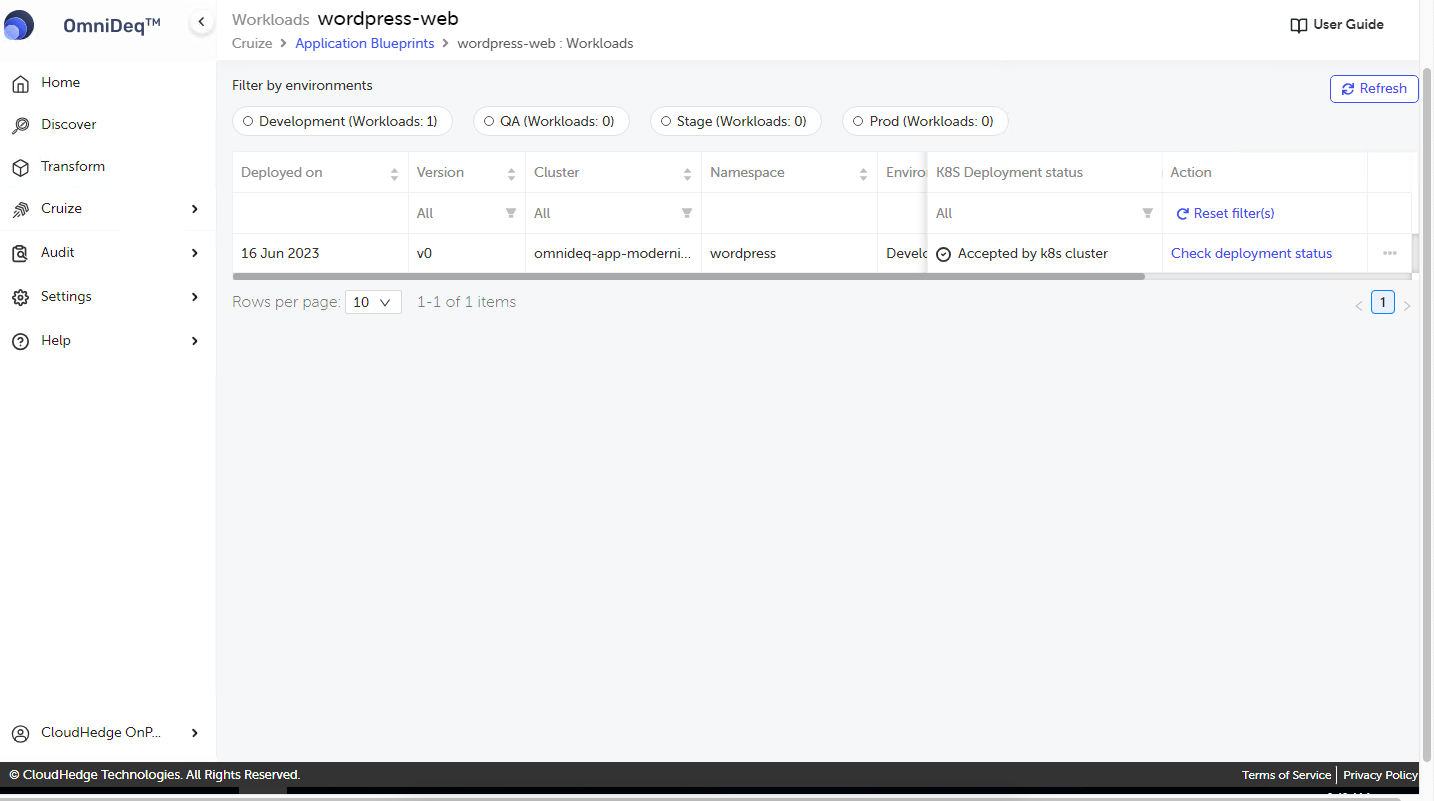 OmniDeq™
Workloads wordpress-web
Cruize > Application Blueprints > wordpress-web : Workloads
User Guide
Home
Discover
Transform
Cruize
Audit
Settings
Help
CloudHedge OnP...
Filter by environments
Refresh
Development (Workloads: 1)
QA (Workloads: 0)
Stage (Workloads: 0)
Prod (Workloads: 0)
Deployed on Version Cluster Namespace Enviro K8S Deployment status Action
All All All Reset filter(s)
16 Jun 2023 v0 omnideq-app-moderni... wordpress Develo Accepted by k8s cluster Check deployment status •••
Rows per page: 10 1-1 of 1 items
< 1 >
© CloudHedge Technologies. All Rights Reserved.
Terms of Service | Privacy Policy